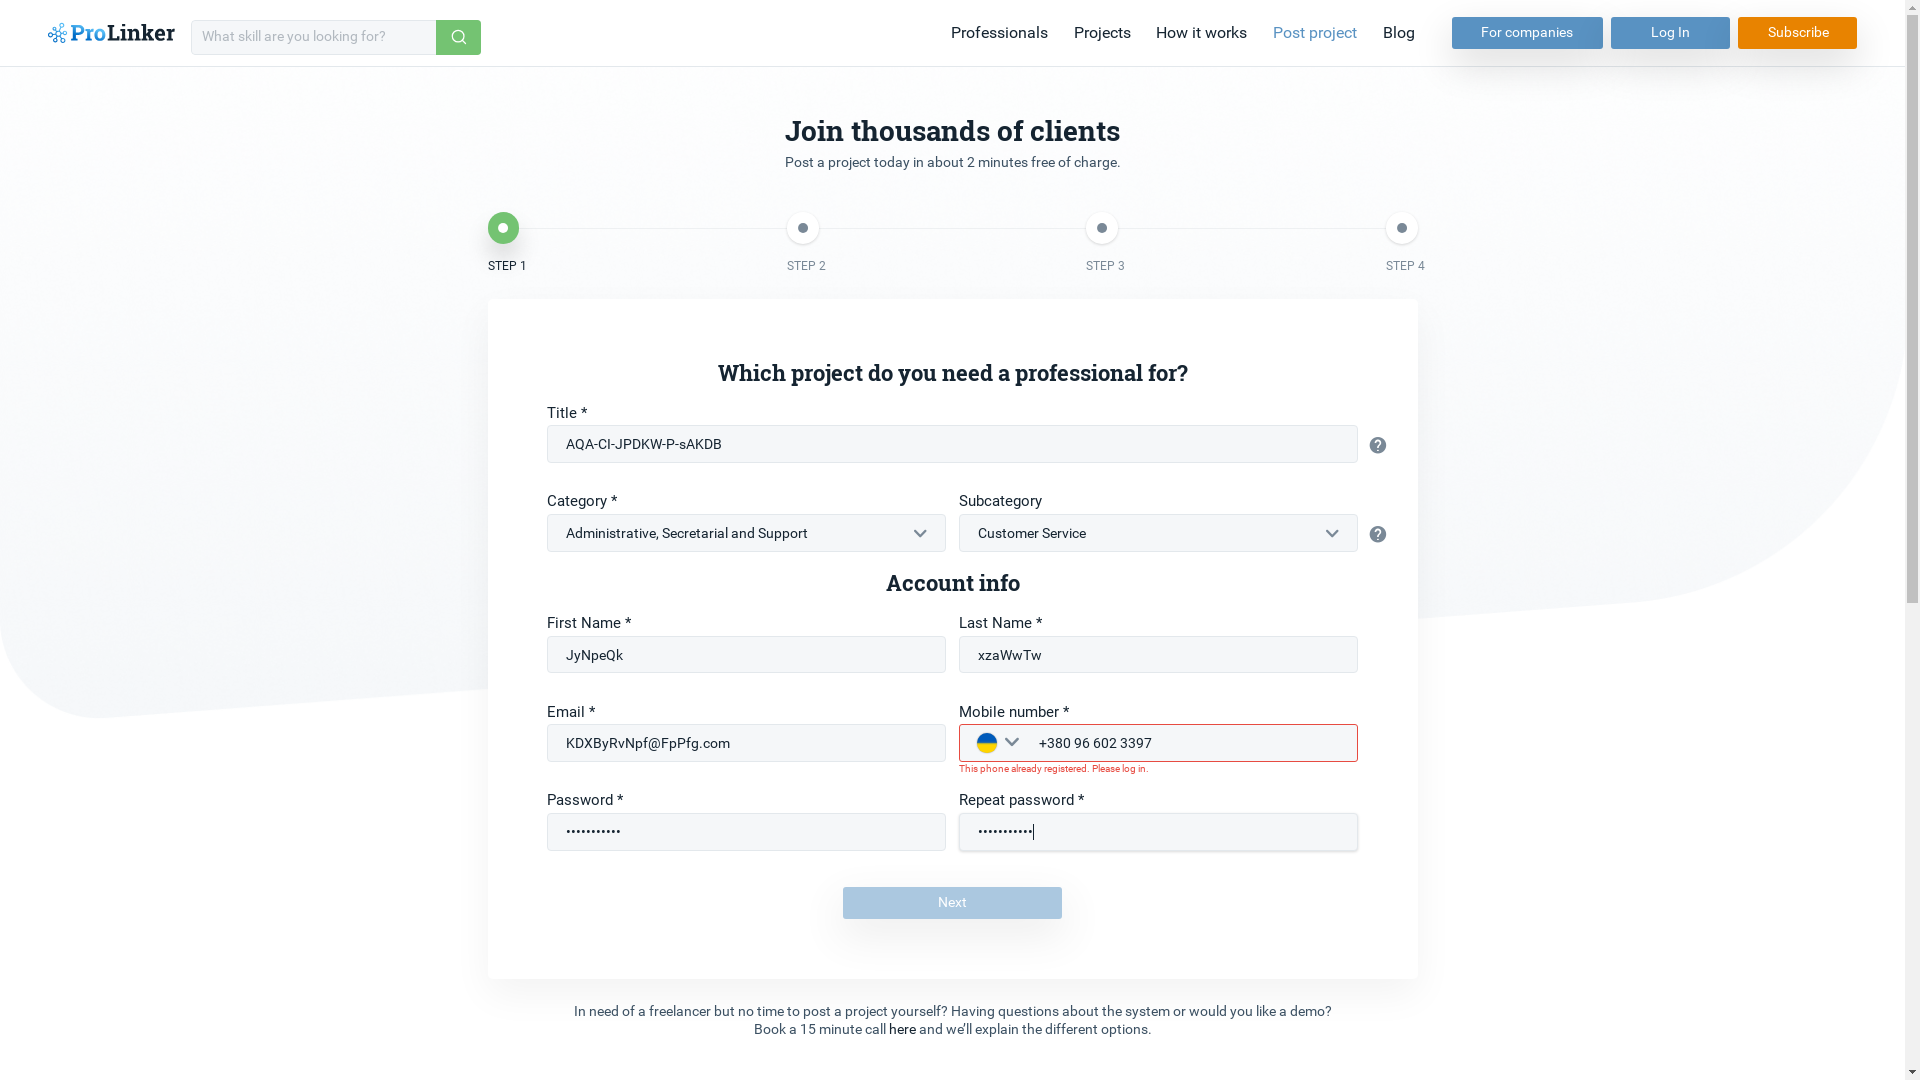 ProLinker
What skill are you looking for?
Professionals
Projects
How it works
Post project
Blog
For companies
Log In
Subscribe
Join thousands of clients
Post a project today in about 2 minutes free of charge.
STEP 1
STEP 2
STEP 3
STEP 4
Which project do you need a professional for?
Title *
AQA-CI-JPDKW-P-sAKDB
Category *
Subcategory
Administrative, Secretarial and Support
Customer Service
Account info
First Name *
Last Name *
JyNpeQk
xzaWwTw
Email *
Mobile number *
KDXByRvNpf@FpPfg.com
+380 96 602 3397
This phone already registered. Please log in.
Password *
Repeat password *
•••••••••••
•••••••••••
Next
In need of a freelancer but no time to post a project yourself? Having questions about the system or would you like a demo?
Book a 15 minute call here and we'll explain the different options.